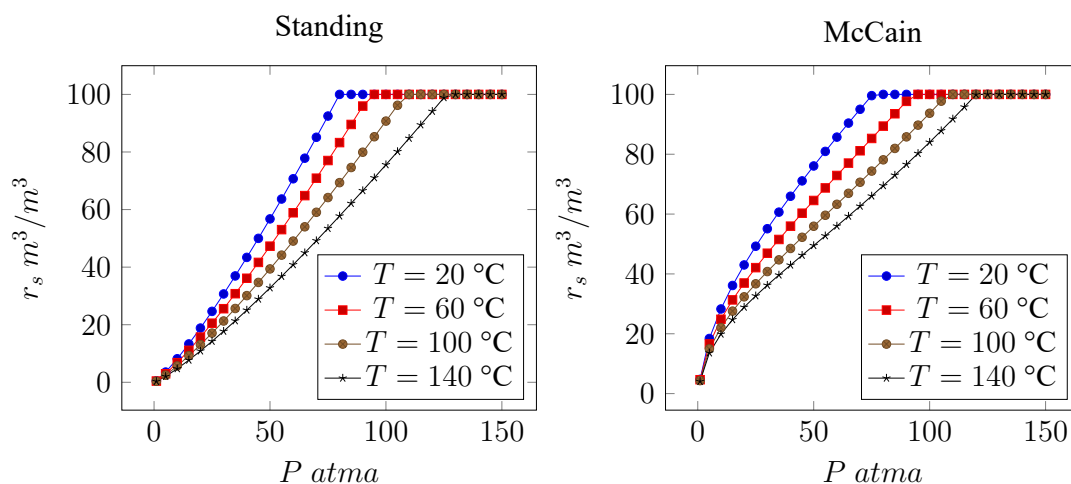 Standing
100
80
60
40
20
0
r_s m^3/m^3
T = 20 °C
T = 60 °C
T = 100 °C
T = 140 °C
0 50 100 150
P atma
McCain
100
80
60
40
20
0
r_s m^3/m^3
T = 20 °C
T = 60 °C
T = 100 °C
T = 140 °C
0 50 100 150
P atma